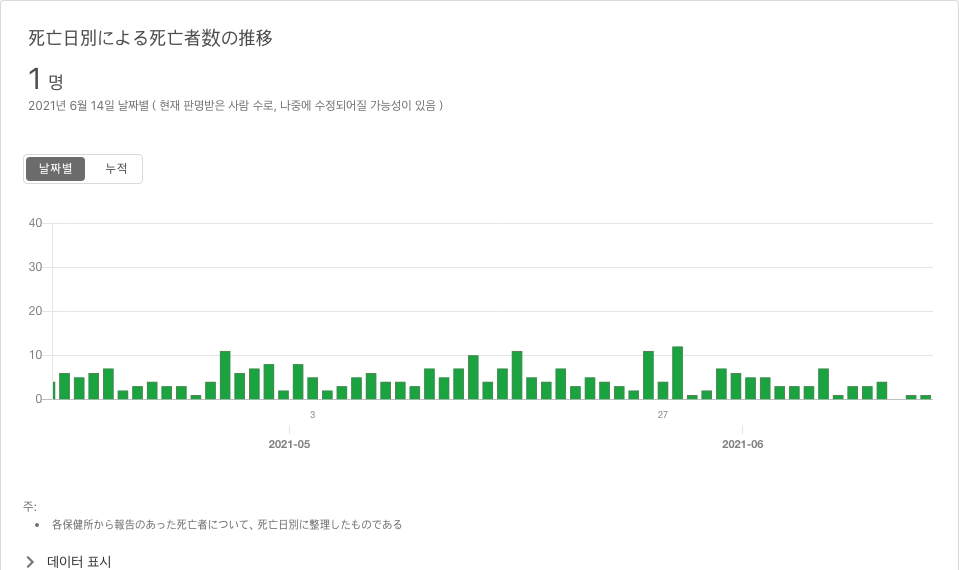 死亡日別による死亡者数の推移
1 명
2021년 6월 14일 날짜별 ( 현재 판명받은 사람 수로, 나중에 수정되어질 가능성이 있음 )
날짜별 누적
40
30
20
10
0
3 27
2021-05 2021-06
주:
• 各保健所から報告のあった死亡者について、死亡日別に整理したものである
데이터 표시